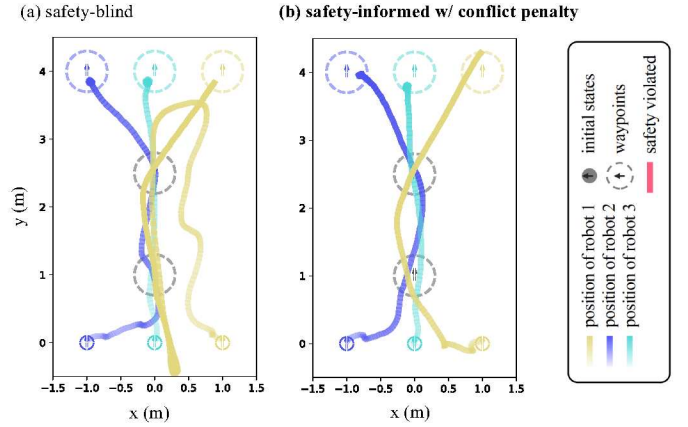 (a) safety-blind
(b) safety-informed w/ conflict penalty
4
3
2
1
0
y (m)
−1.5 −1.0 −0.5 0.0 0.5 1.0 1.5
x (m)
4
3
2
1
0
−1.5 −1.0 −0.5 0.0 0.5 1.0 1.5
x (m)
position of robot 1
position of robot 2
position of robot 3
initial states
waypoints
safety violated